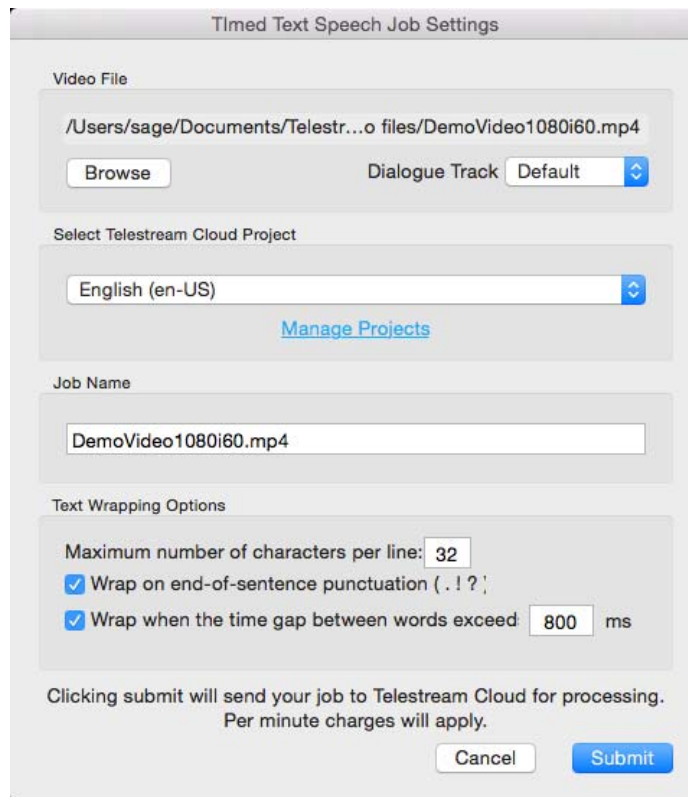 TImed Text Speech Job Settings
Video File
/Users/sage/Documents/Telestr...o files/DemoVideo1080i60.mp4
Browse
Dialogue Track Default
Select Telestream Cloud Project
English (en-US)
Manage Projects
Job Name
DemoVideo1080i60.mp4
Text Wrapping Options
Maximum number of characters per line: 32
Wrap on end-of-sentence punctuation ( . ! ? )
Wrap when the time gap between words exceed 800 ms
Clicking submit will send your job to Telestream Cloud for processing.
Per minute charges will apply.
Cancel Submit